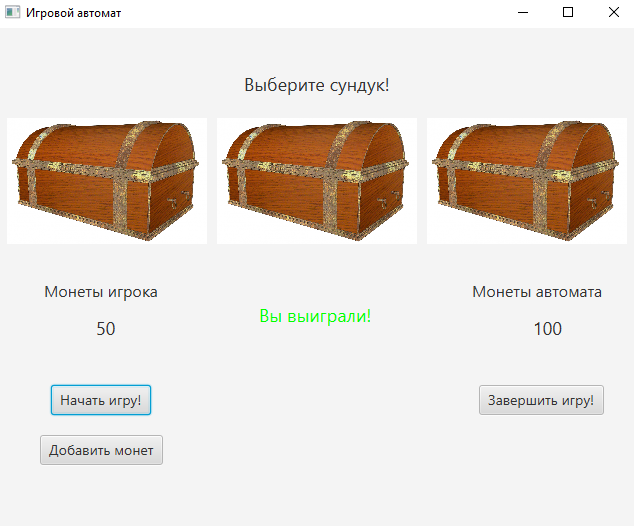 Игровой автомат
Выберите сундук!
Монеты игрока
Монеты автомата
50
Вы выиграли!
100
Начать игру!
Завершить игру!
Добавить монет